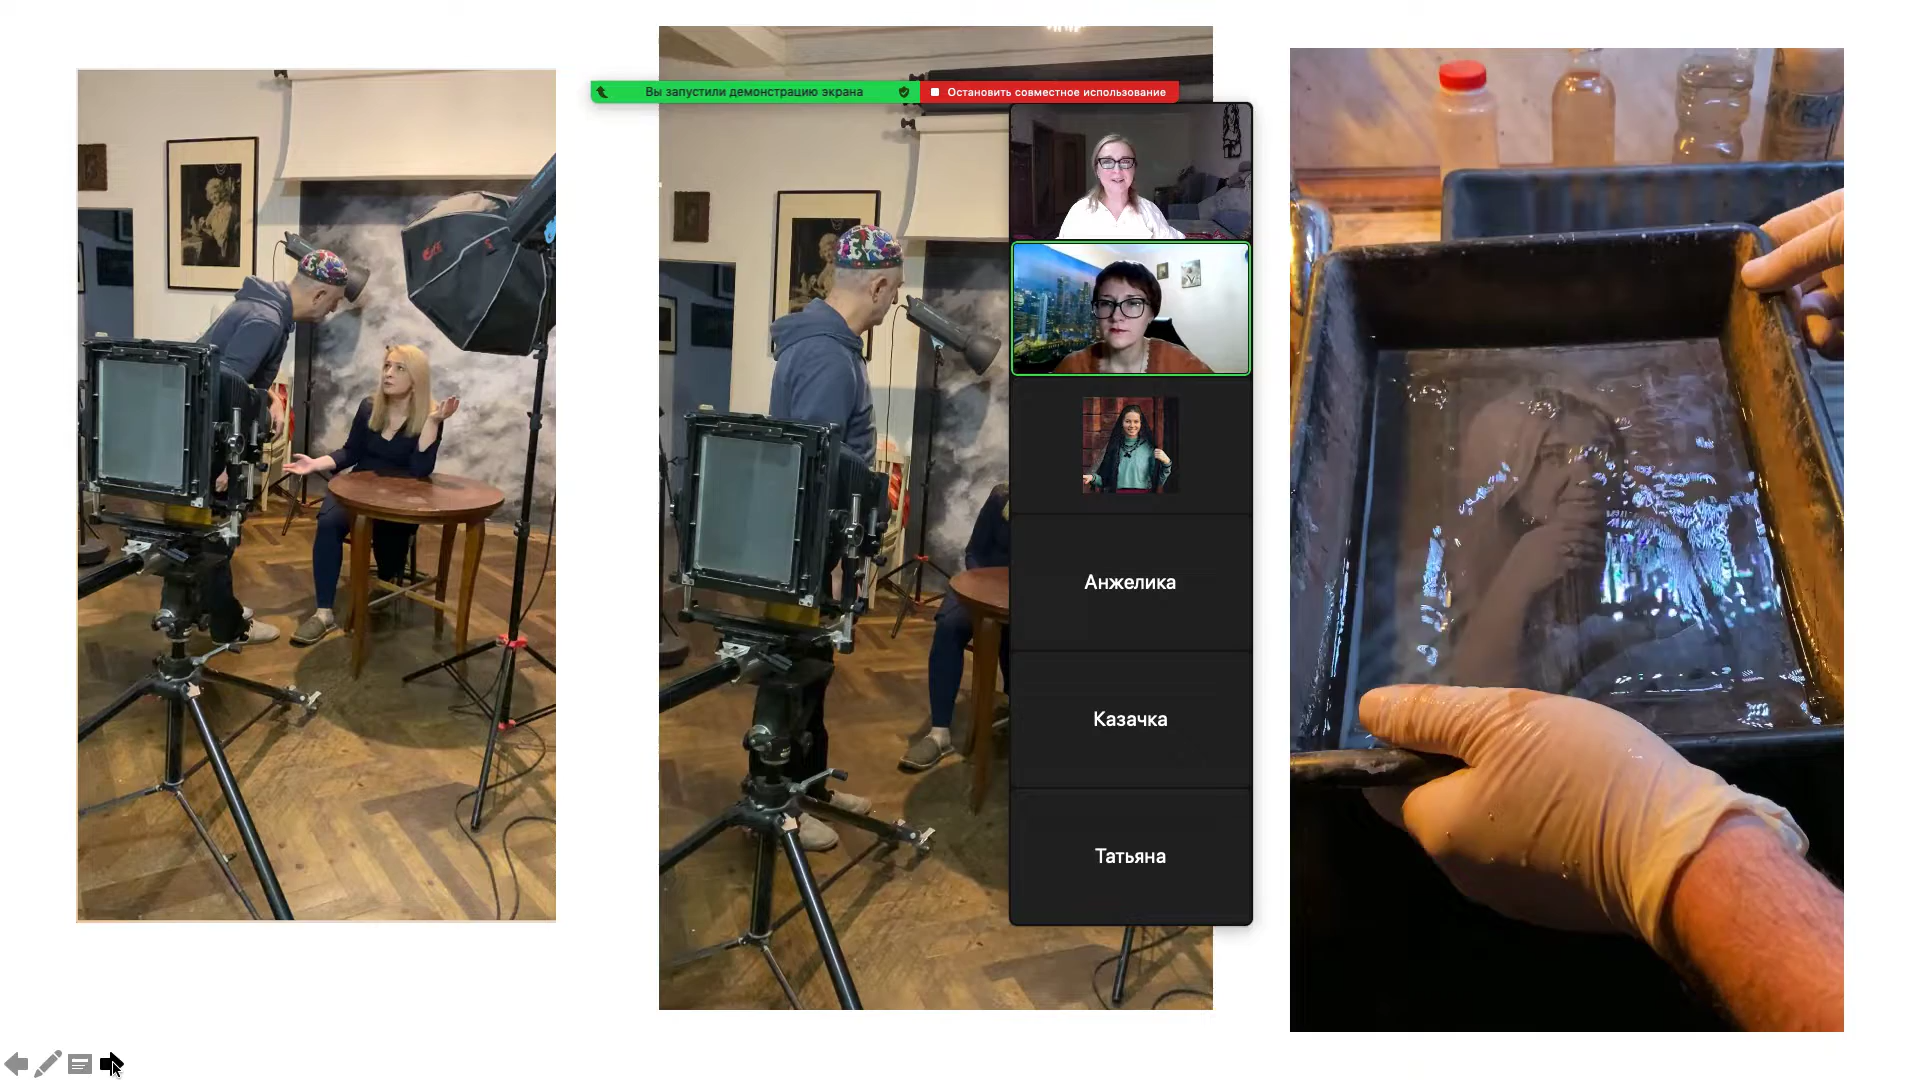 Вы запустили демонстрацию экрана
Остановить совместное использование
Анжелика
Казачка
Татьяна